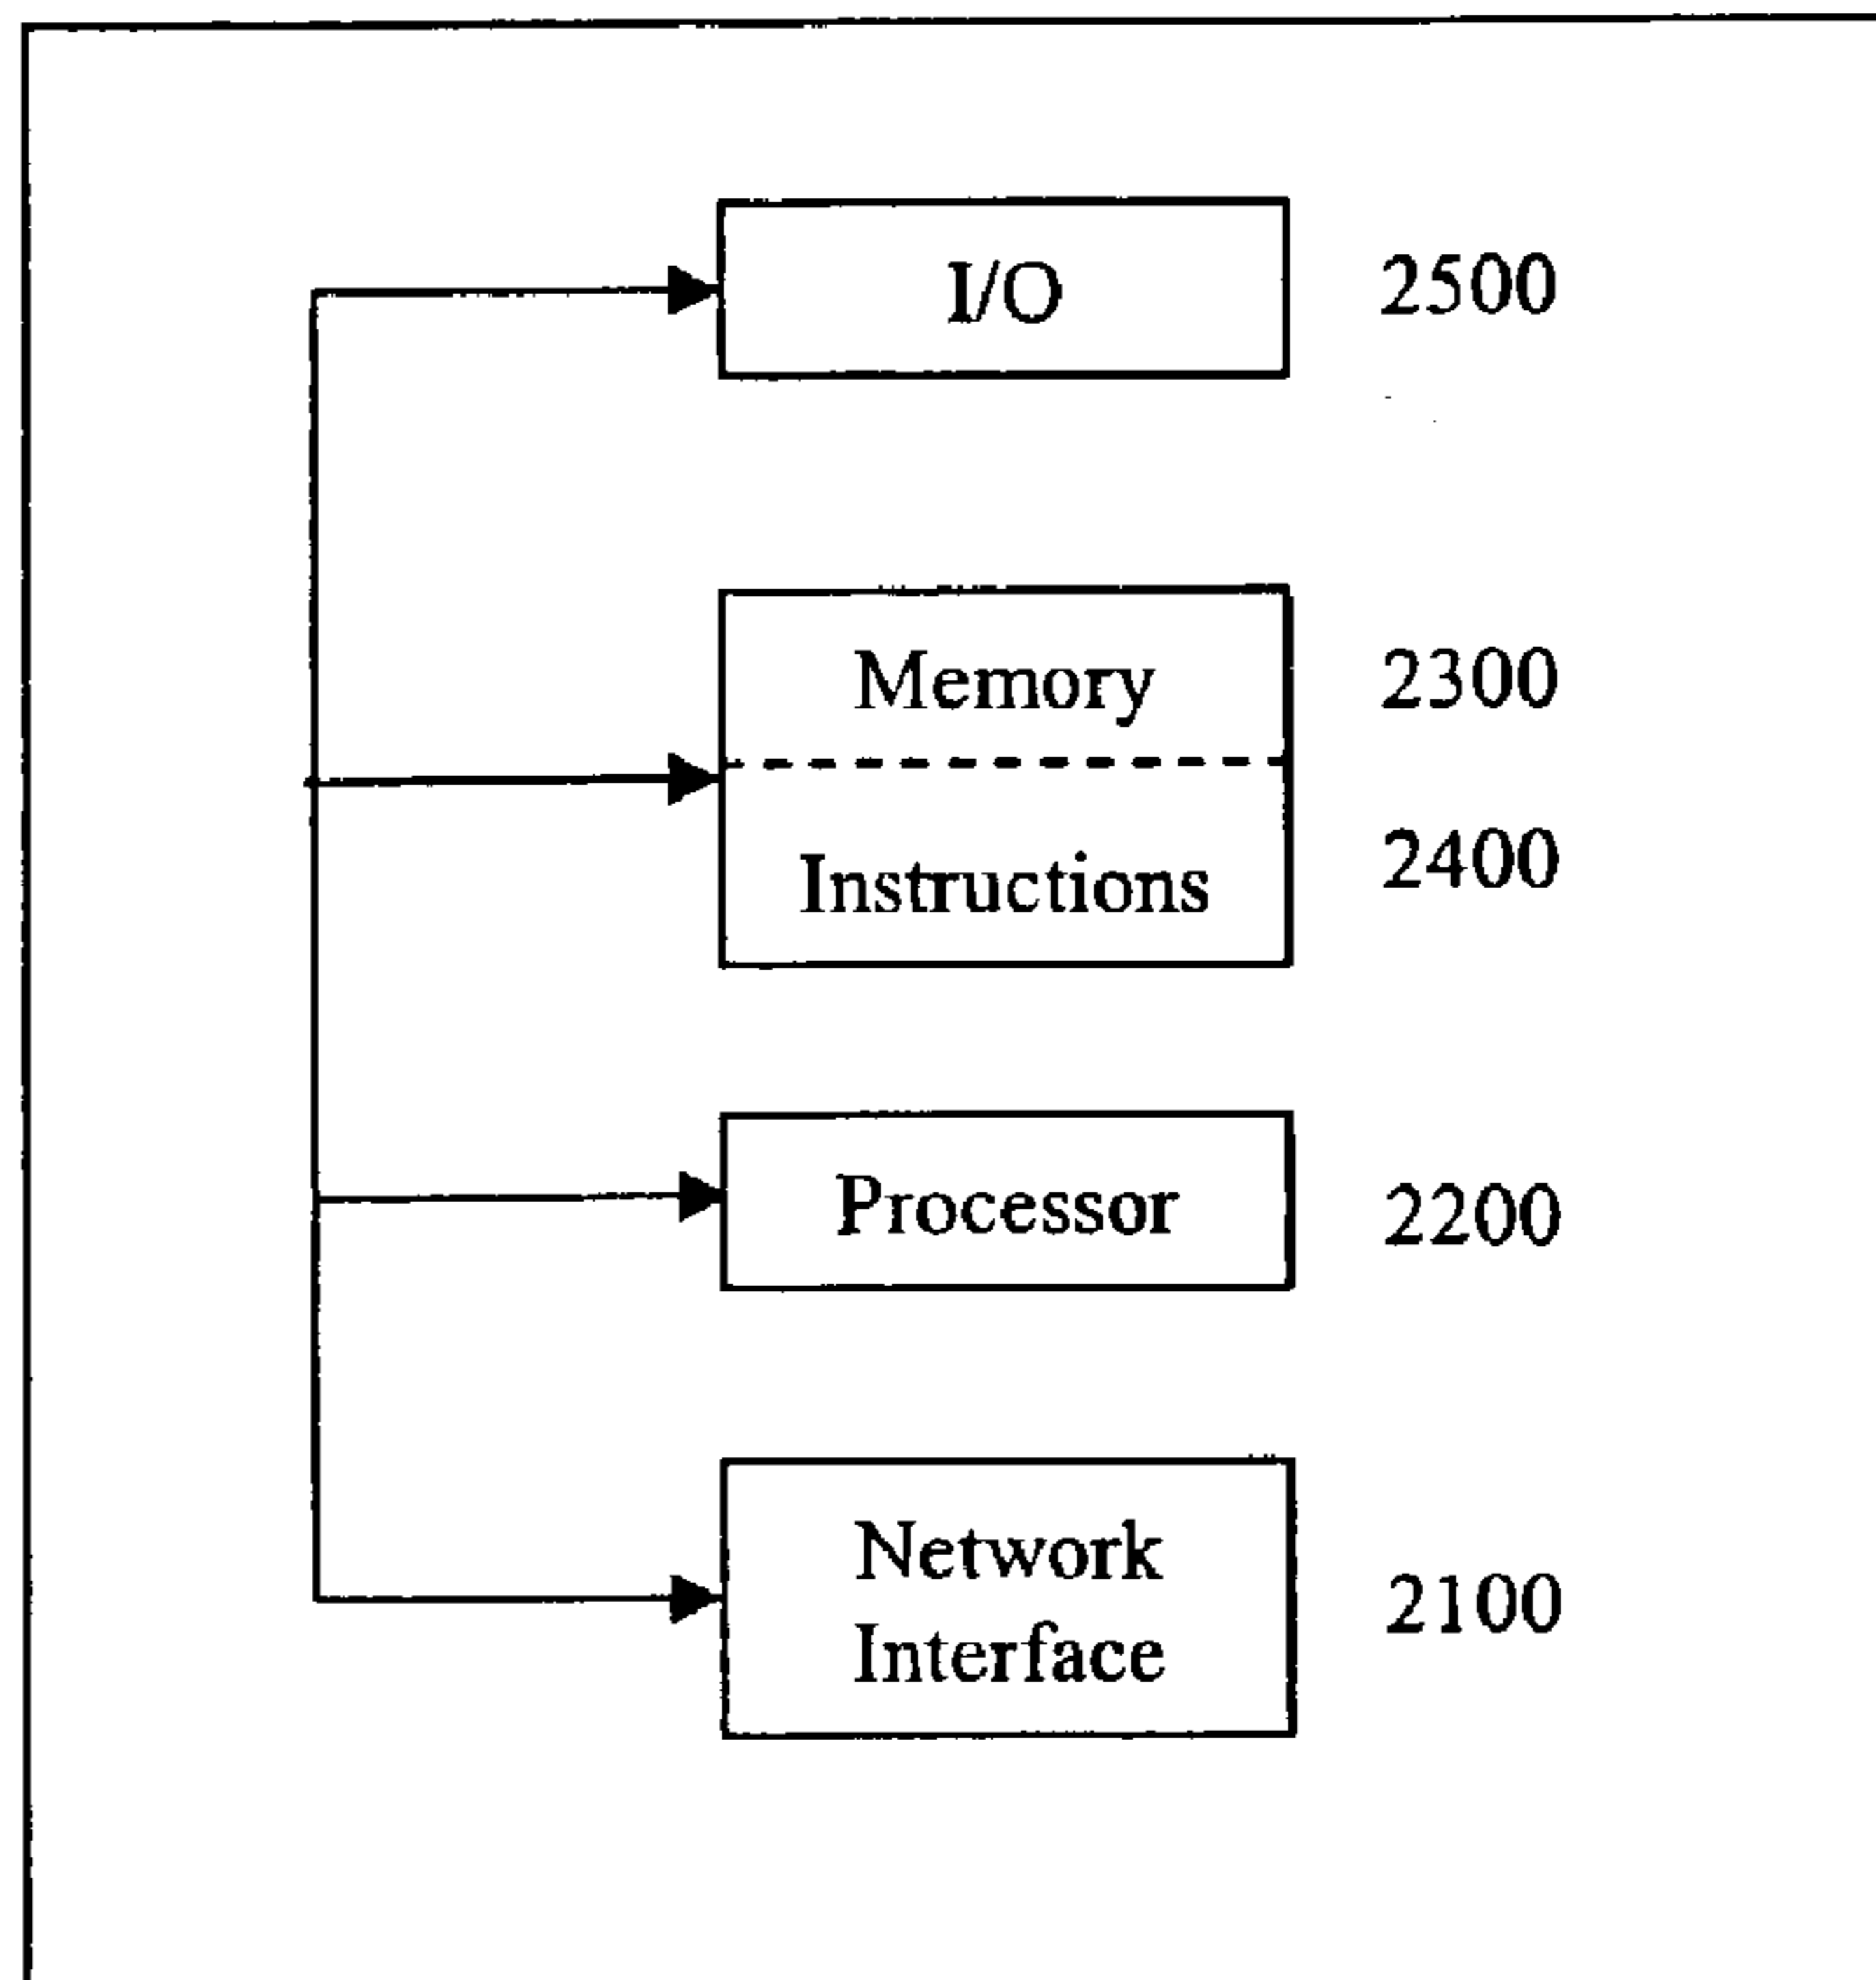 I/O 2500
Memory 2300
Instructions 2400
Processor 2200
Network
Interface 2100